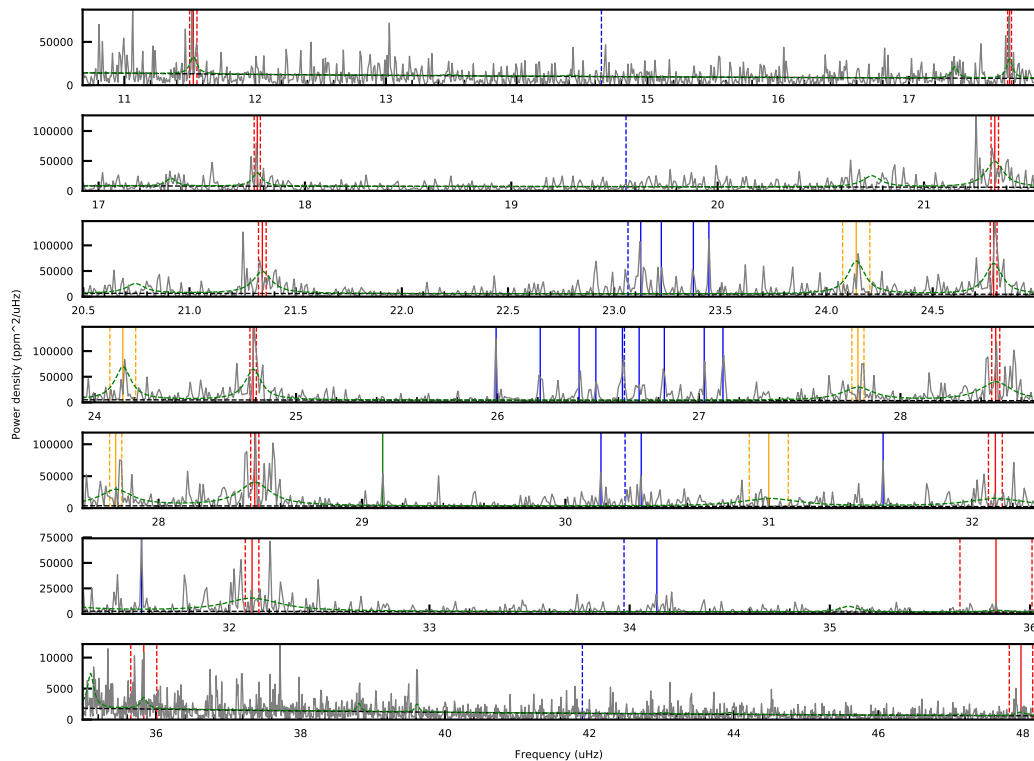 50000
0
11 12 13 14 15 16 17
100000
50000
0
17 18 19 20 21
100000
50000
0
20.5 21.0 21.5 22.0 22.5 23.0 23.5 24.0 24.5
Power density (ppm^2/uHz)
100000
50000
0
24 25 26 27 28
100000
50000
0
28 29 30 31 32
75000
50000
25000
0
32 33 34 35 36
10000
5000
0
36 38 40 42 44 46 48
Frequency (uHz)